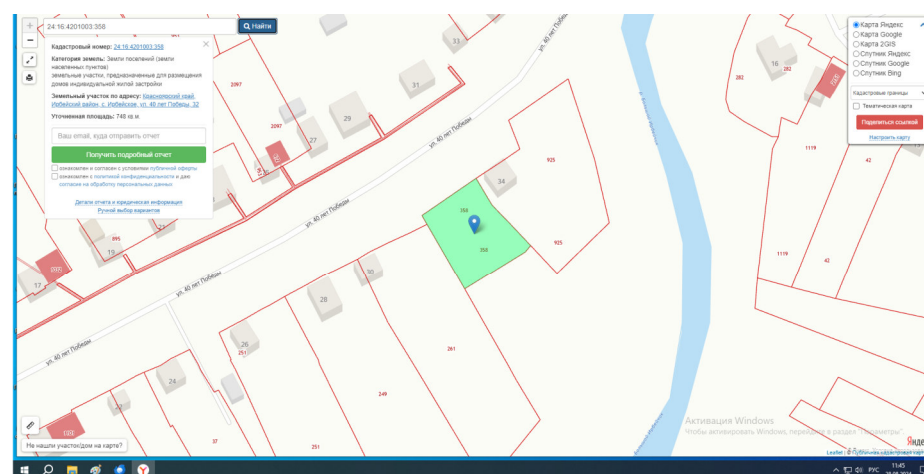 24:16:4201003:358
Найти
Кадастровый номер: 24:16:4201003:358
Категория земель: Земли поселений (земли
населенных пунктов)
земельные участки, предназначенные для размещения
домов индивидуальной жилой застройки
Земельный участок по адресу: Красноярский край,
Ирбейский район, с. Ирбейское, ул. 40 лет Победы, 32
Уточненная площадь: 748 кв.м.
Ваш email, куда отправить отчет
Получить подробный отчет
ознакомлен и согласен с условиями публичной оферты
ознакомлен с политикой конфиденциальности и даю
согласие на обработку персональных данных
Детали отчета и юридическая информация
Ручной выбор вариантов
Карта Яндекс
Карта Google
Карта 2GIS
Спутник Яндекс
Спутник Google
Спутник Bing
Кадастровые границы
Тематическая карта
Поделиться ссылкой
Настроить карту
ул. 40 лет Победы
33
31
2097
29
2097
27
ул. 40 лет Победы
16
282
282
925
34
1119
42
358
358
925
ул. 40 лет Победы
21
895
19
17
ул. 40 лет Победы
30
28
1119
42
26
251
261
ул. 40 лет Победы
24
249
22
37
251
Не нашли участок/дом на карте?
Активация Windows
Чтобы активировать Windows, перейдите в раздел "Параметры".
Leaflet
РУС
11:45